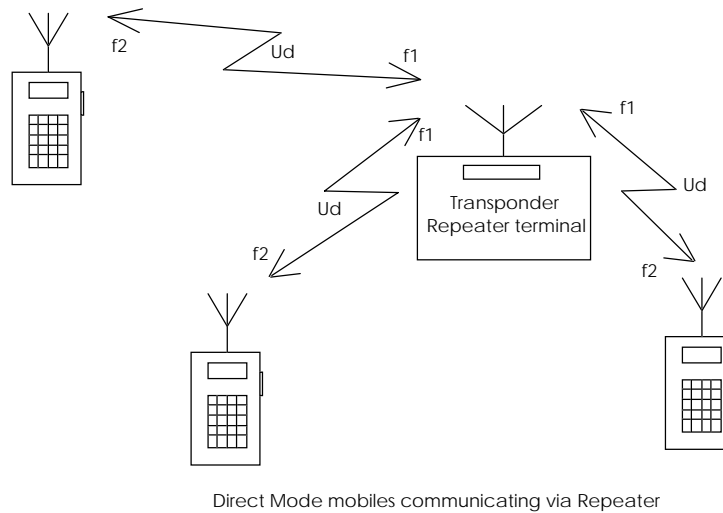 f2
Ud
f1
f1
f1
Transponder
Repeater terminal
Ud
Ud
f2
f2
Direct Mode mobiles communicating via Repeater